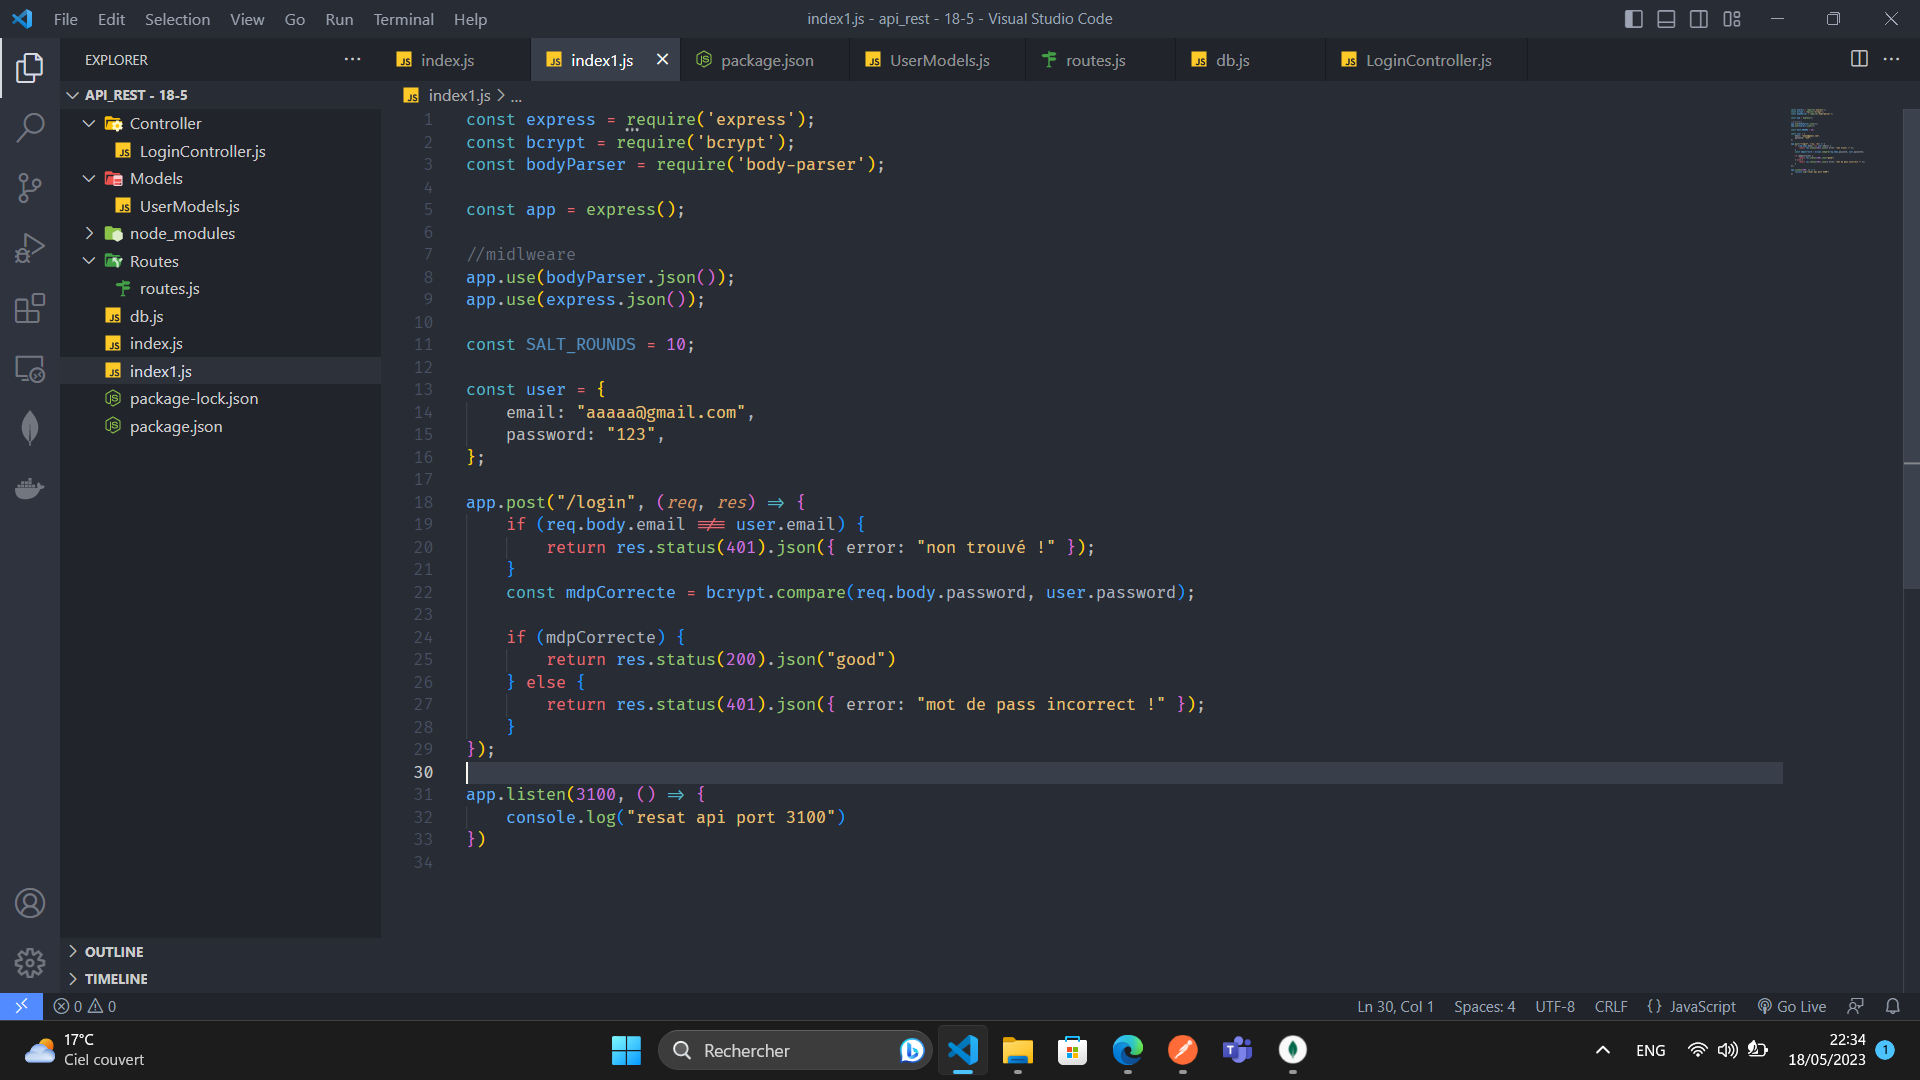 File Edit Selection View Go Run Terminal Help
index1.js - api_rest - 18-5 - Visual Studio Code
EXPLORER
index.js
index1.js
package.json
UserModels.js
routes.js
db.js
LoginController.js
API_REST - 18-5
Controller
LoginController.js
Models
UserModels.js
node_modules
Routes
routes.js
db.js
index.js
index1.js
package-lock.json
package.json
OUTLINE
TIMELINE
index1.js > ...
1 const express = require('express');
2 const bcrypt = require('bcrypt');
3 const bodyParser = require('body-parser');
4
5 const app = express();
6
7 //midlweare
8 app.use(bodyParser.json());
9 app.use(express.json());
10
11 const SALT_ROUNDS = 10;
12
13 const user = {
14 email: "aaaaa@gmail.com",
15 password: "123",
16 };
17
18 app.post("/login", (req, res) => {
19 if (req.body.email !== user.email) {
20 return res.status(401).json({ error: "non trouvé !" });
21 }
22 const mdpCorrecte = bcrypt.compare(req.body.password, user.password);
23
24 if (mdpCorrecte) {
25 return res.status(200).json("good")
26 } else {
27 return res.status(401).json({ error: "mot de pass incorrect !" });
28 }
29 });
30
31 app.listen(3100, () => {
32 console.log("resat api port 3100")
33 })
34
0 0
Ln 30, Col 1 Spaces: 4 UTF-8 CRLF {} JavaScript Go Live
17°C
Ciel couvert
Rechercher
ENG
22:34
18/05/2023
1